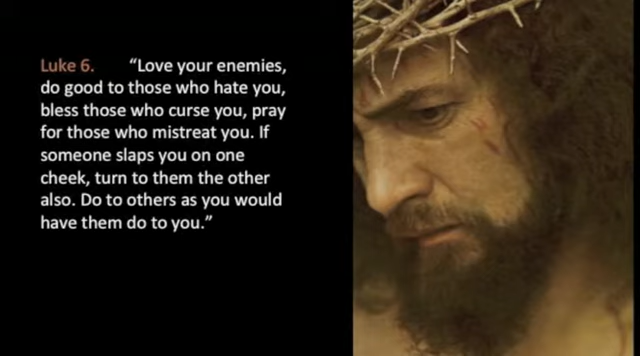 Luke 6. “Love your enemies,
do good to those who hate you,
bless those who curse you, pray
for those who mistreat you. If
someone slaps you on one
cheek, turn to them the other
also. Do to others as you would
have them do to you.”